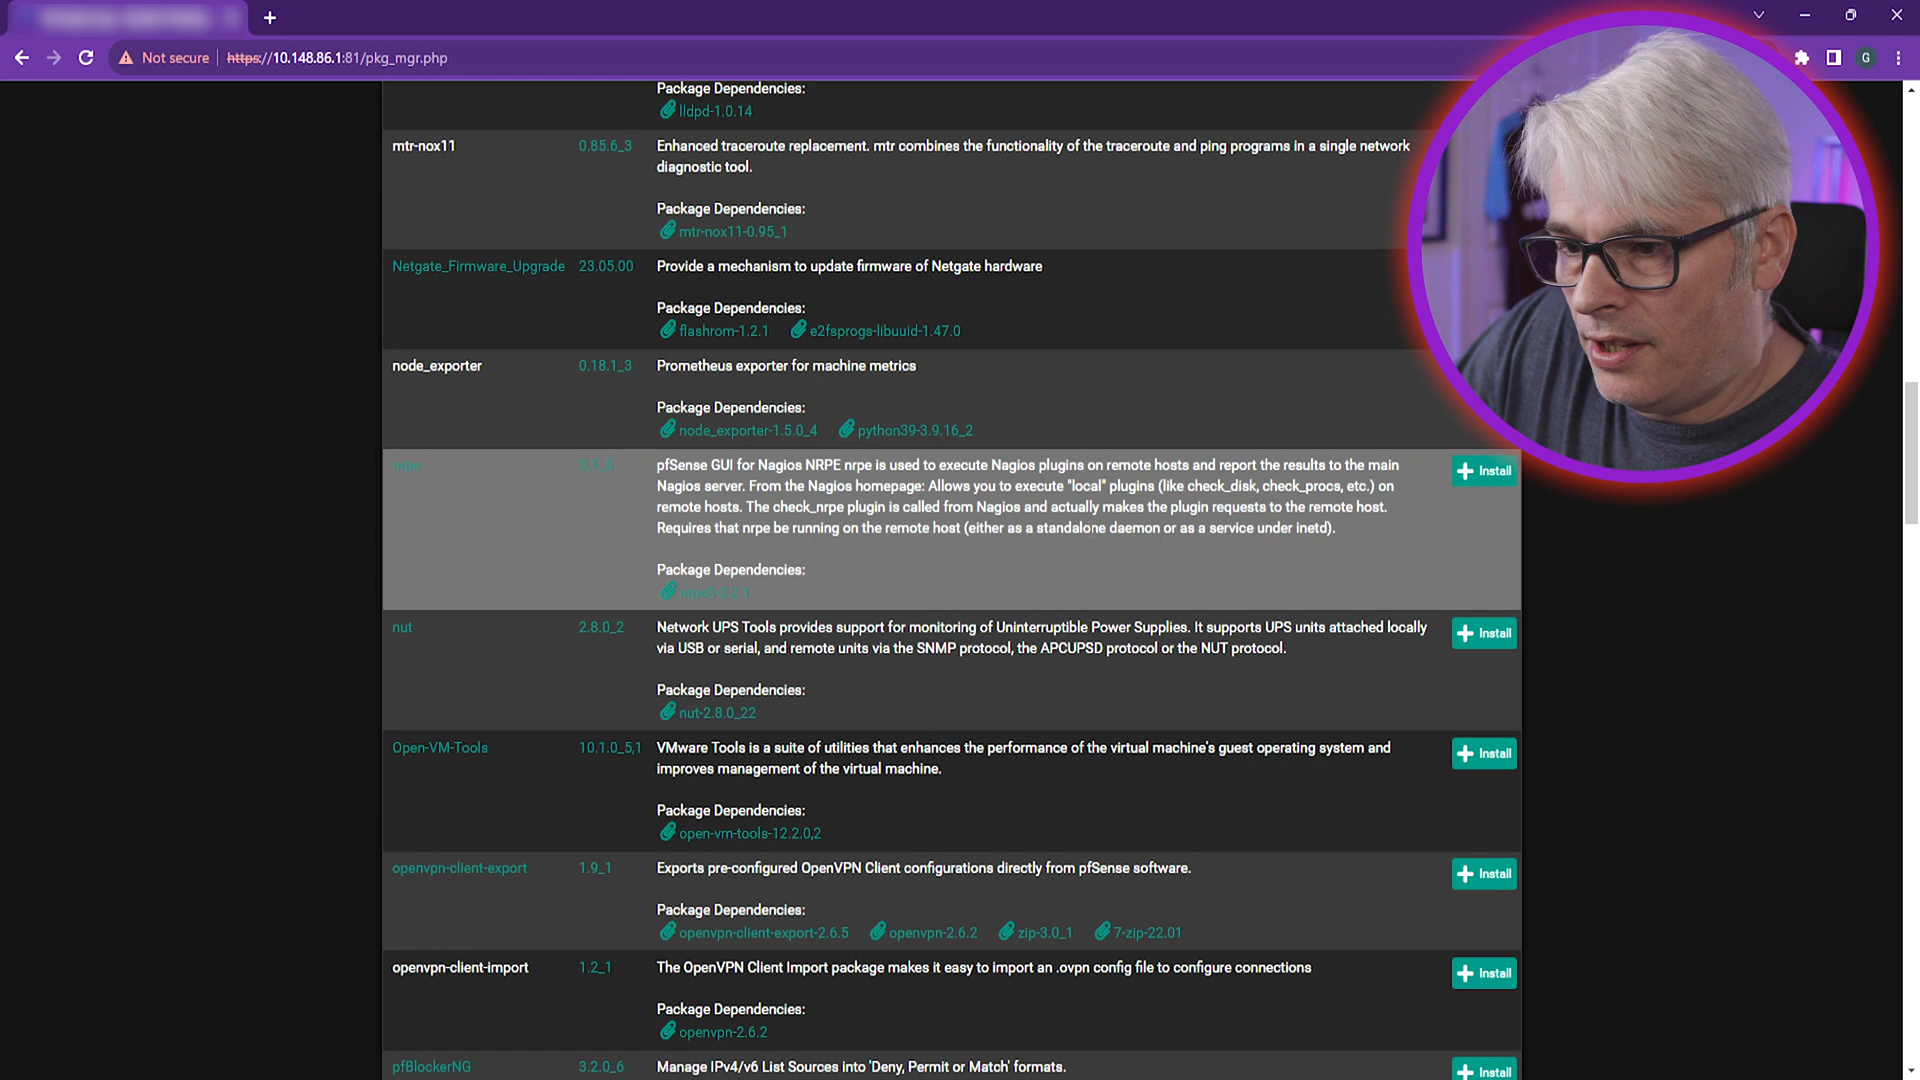 Not secure
https://10.148.86.1:81/pkg_mgr.php
G
Package Dependencies:
lldpd-1.0.14
mtr-nox11 0.85.6_3 Enhanced traceroute replacement. mtr combines the functionality of the traceroute and ping programs in a single network
diagnostic tool.
Package Dependencies:
mtr-nox11-0.95_1
Netgate_Firmware_Upgrade 23.05.00 Provide a mechanism to update firmware of Netgate hardware
Package Dependencies:
flashrom-1.2.1 e2fsprogs-libuuid-1.47.0
node_exporter 0.18.1_3 Prometheus exporter for machine metrics
Package Dependencies:
node_exporter-1.5.0_4 python39-3.9.16_2
pfSense GUI for Nagios NRPE nrpe is used to execute Nagios plugins on remote hosts and report the results to the main Install
Nagios server. From the Nagios homepage: Allows you to execute "local" plugins (like check_disk, check_procs, etc.) on
remote hosts. The check_nrpe plugin is called from Nagios and actually makes the plugin requests to the remote host.
Requires that nrpe be running on the remote host (either as a standalone daemon or as a service under inetd).
Package Dependencies:
nut 2.8.0_2 Network UPS Tools provides support for monitoring of Uninterruptible Power Supplies. It supports UPS units attached locally Install
via USB or serial, and remote units via the SNMP protocol, the APCUPSD protocol or the NUT protocol.
Package Dependencies:
nut-2.8.0_22
Open-VM-Tools 10.1.0_5,1 VMware Tools is a suite of utilities that enhances the performance of the virtual machine's guest operating system and Install
improves management of the virtual machine.
Package Dependencies:
open-vm-tools-12.2.0,2
openvpn-client-export 1.9_1 Exports pre-configured OpenVPN Client configurations directly from pfSense software. Install
Package Dependencies:
openvpn-client-export-2.6.5 openvpn-2.6.2 zip-3.0_1 7-zip-22.01
openvpn-client-import 1.2_1 The OpenVPN Client Import package makes it easy to import an .ovpn config file to configure connections Install
Package Dependencies:
openvpn-2.6.2
pfBlockerNG 3.2.0_6 Manage IPv4/v6 List Sources into 'Deny, Permit or Match' formats. Install